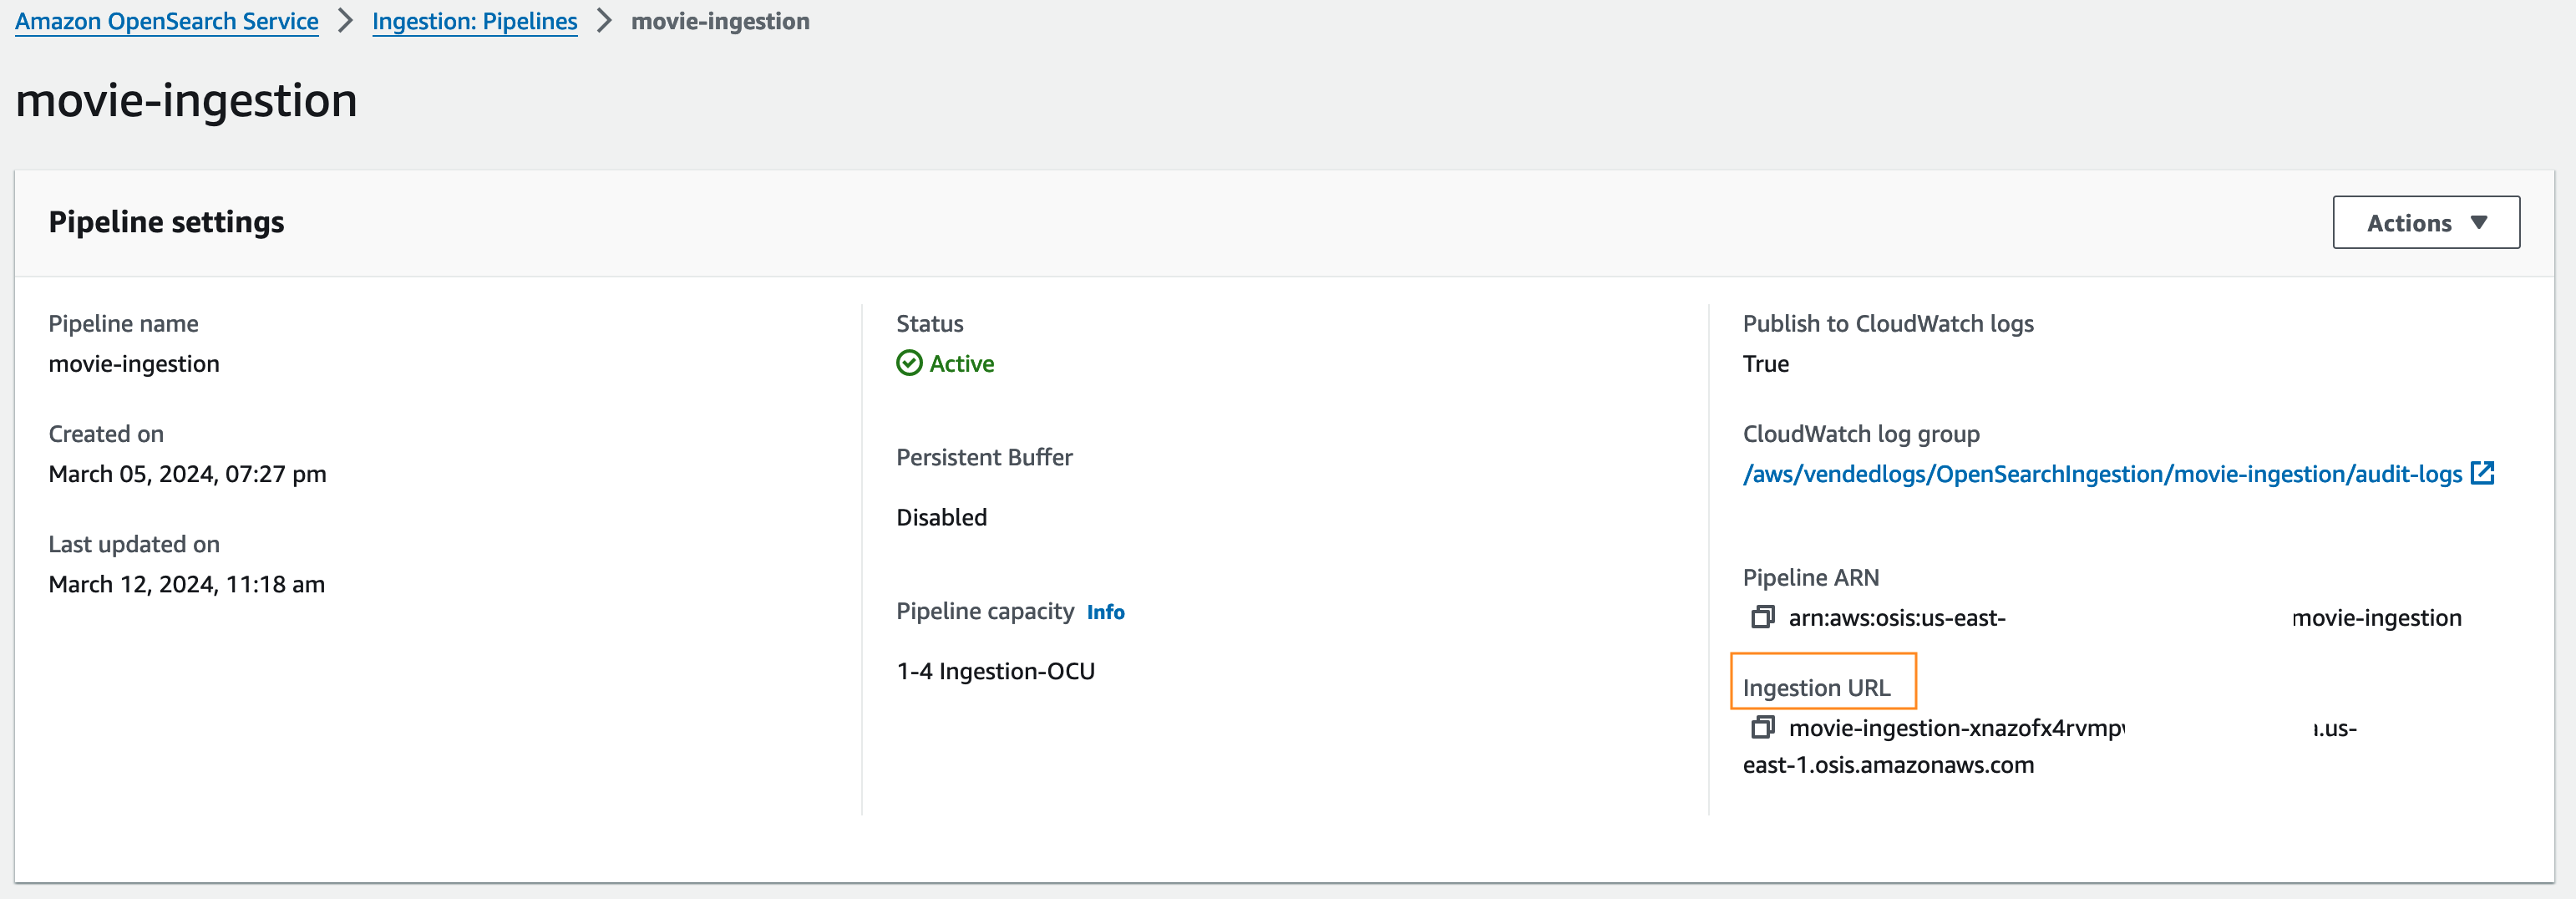 Amazon OpenSearch Service > Ingestion: Pipelines > movie-ingestion
movie-ingestion
Pipeline settings
Actions
Pipeline name
movie-ingestion
Created on
March 05, 2024, 07:27 pm
Last updated on
March 12, 2024, 11:18 am
Status
Active
Persistent Buffer
Disabled
Pipeline capacity Info
1-4 Ingestion-OCU
Publish to CloudWatch logs
True
CloudWatch log group
/aws/vendedlogs/OpenSearchIngestion/movie-ingestion/audit-logs
Pipeline ARN
arn:aws:osis:us-east- movie-ingestion
Ingestion URL
movie-ingestion-xnazofx4rvmp .us-
east-1.osis.amazonaws.com